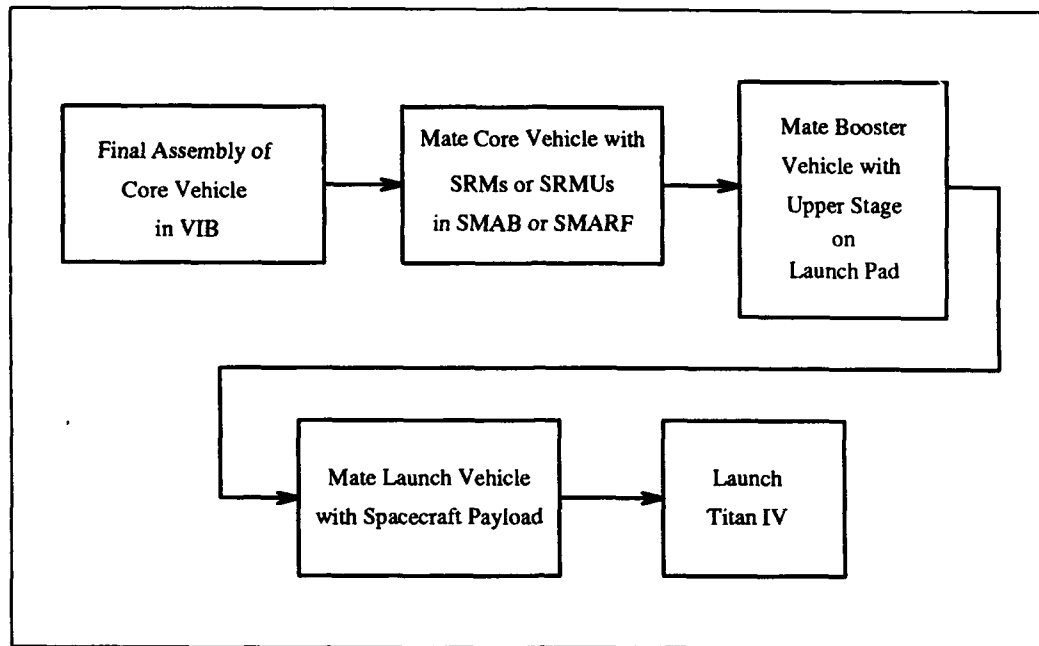 Final Assembly of
Core Vehicle
in VIB
Mate Core Vehicle with
SRMs or SRMUs
in SMAB or SMARF
Mate Booster
Vehicle with
Upper Stage
on
Launch Pad
Mate Launch Vehicle
with Spacecraft Payload
Launch
Titan IV